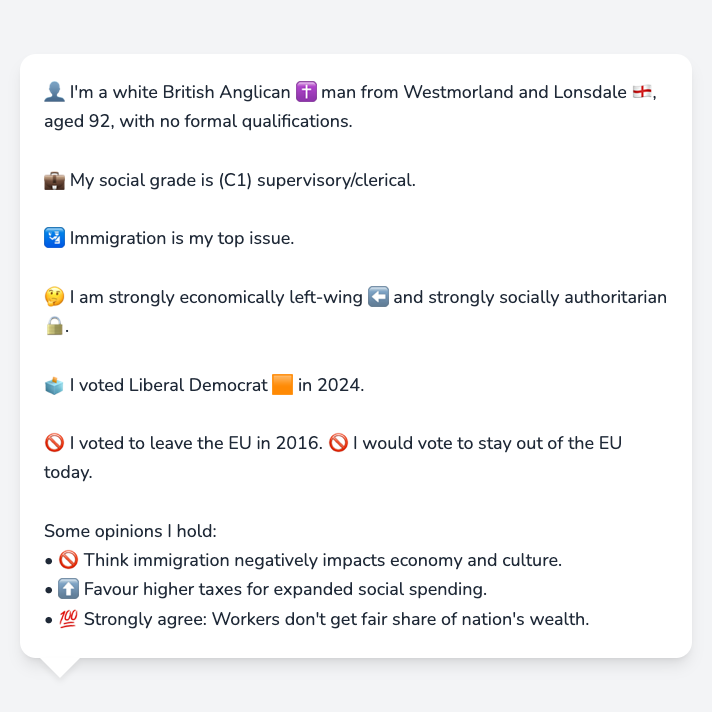 👤 I'm a white British Anglican ✝️ man from Westmorland and Lonsdale 🏴󠁧󠁢󠁥󠁮󠁧󠁿,
aged 92, with no formal qualifications.
💼 My social grade is (C1) supervisory/clerical.
🛂 Immigration is my top issue.
🤔 I am strongly economically left-wing ⬅️ and strongly socially authoritarian
🔒.
🗳️ I voted Liberal Democrat 🟧 in 2024.
🚫 I voted to leave the EU in 2016. 🚫 I would vote to stay out of the EU
today.
Some opinions I hold:
• 🚫 Think immigration negatively impacts economy and culture.
• ⬆️ Favour higher taxes for expanded social spending.
• 💯 Strongly agree: Workers don't get fair share of nation's wealth.